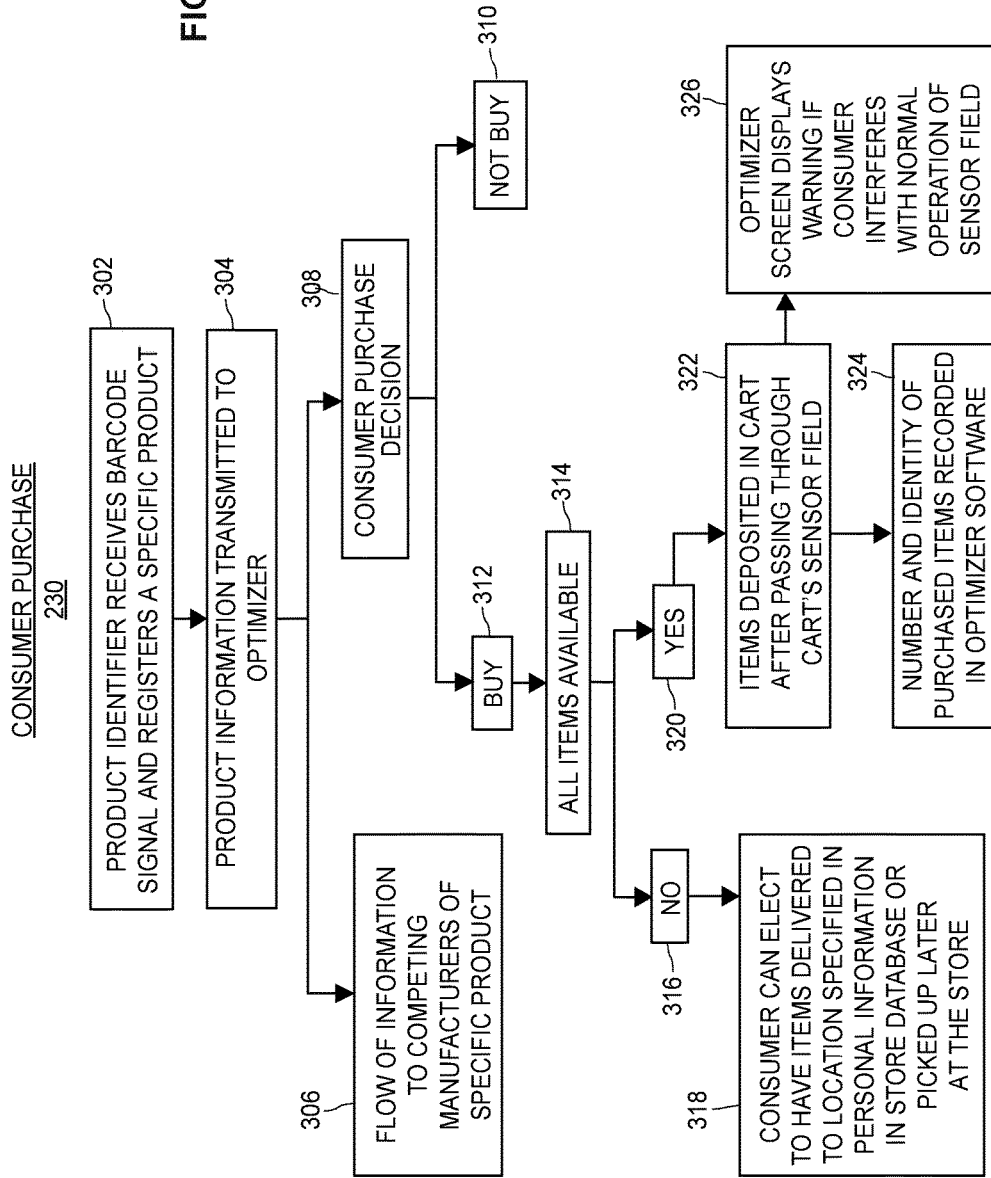 CONSUMER PURCHASE
230
FIG
302
PRODUCT IDENTIFIER RECEIVES BARCODE
SIGNAL AND REGISTERS A SPECIFIC PRODUCT
304
PRODUCT INFORMATION TRANSMITTED TO
OPTIMIZER
306
FLOW OF INFORMATION
TO COMPETING
MANUFACTURERS OF
SPECIFIC PRODUCT
308
CONSUMER PURCHASE
DECISION
310
NOT BUY
312
BUY
314
ALL ITEMS AVAILABLE
316
NO
320
YES
318
CONSUMER CAN ELECT
TO HAVE ITEMS DELIVERED
TO LOCATION SPECIFIED IN
PERSONAL INFORMATION
IN STORE DATABASE OR
PICKED UP LATER
AT THE STORE
322
ITEMS DEPOSITED IN CART
AFTER PASSING THROUGH
CART'S SENSOR FIELD
324
NUMBER AND IDENTITY OF
PURCHASED ITEMS RECORDED
IN OPTIMIZER SOFTWARE
326
OPTIMIZER
SCREEN DISPLAYS
WARNING IF
CONSUMER
INTERFERES
WITH NORMAL
OPERATION OF
SENSOR FIELD